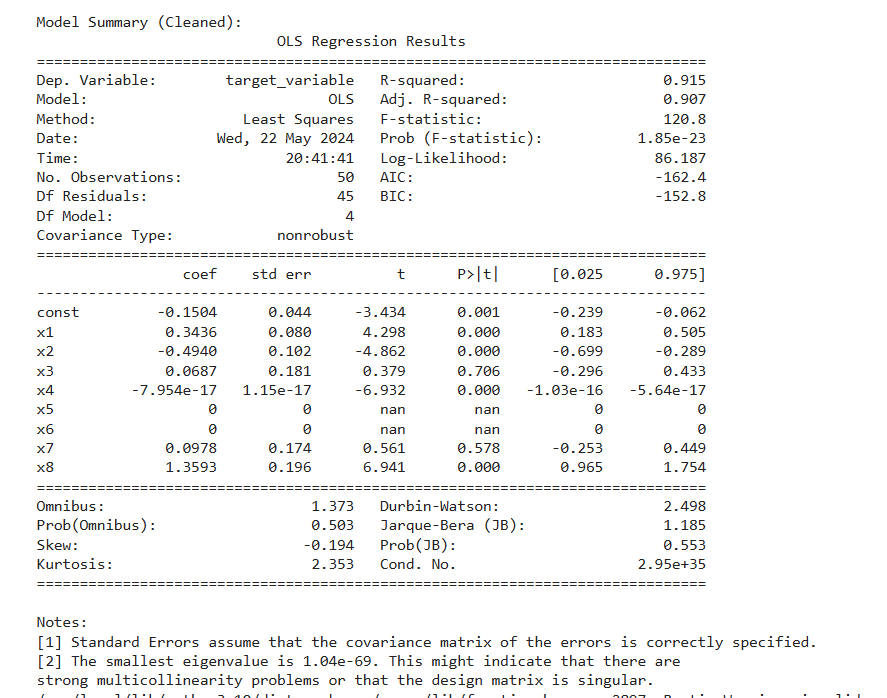 Model Summary (Cleaned):
OLS Regression Results
==============================================================================
Dep. Variable: target_variable R-squared: 0.915
Model: OLS Adj. R-squared: 0.907
Method: Least Squares F-statistic: 120.8
Date: Wed, 22 May 2024 Prob (F-statistic): 1.85e-23
Time: 20:41:41 Log-Likelihood: 86.187
No. Observations: 50 AIC: -162.4
Df Residuals: 45 BIC: -152.8
Df Model: 4
Covariance Type: nonrobust
==============================================================================
coef std err t P>|t| [0.025 0.975]
------------------------------------------------------------------------------
const -0.1504 0.044 -3.434 0.001 -0.239 -0.062
x1 0.3436 0.080 4.298 0.000 0.183 0.505
x2 -0.4940 0.102 -4.862 0.000 -0.699 -0.289
x3 0.0687 0.181 0.379 0.706 -0.296 0.433
x4 -7.954e-17 1.15e-17 -6.932 0.000 -1.03e-16 -5.64e-17
x5 0 0 nan nan 0 0
x6 0 0 nan nan 0 0
x7 0.0978 0.174 0.561 0.578 -0.253 0.449
x8 1.3593 0.196 6.941 0.000 0.965 1.754
==============================================================================
Omnibus: 1.373 Durbin-Watson: 2.498
Prob(Omnibus): 0.503 Jarque-Bera (JB): 1.185
Skew: -0.194 Prob(JB): 0.553
Kurtosis: 2.353 Cond. No. 2.95e+35
==============================================================================
Notes:
[1] Standard Errors assume that the covariance matrix of the errors is correctly specified.
[2] The smallest eigenvalue is 1.04e-69. This might indicate that there are
strong multicollinearity problems or that the design matrix is singular.